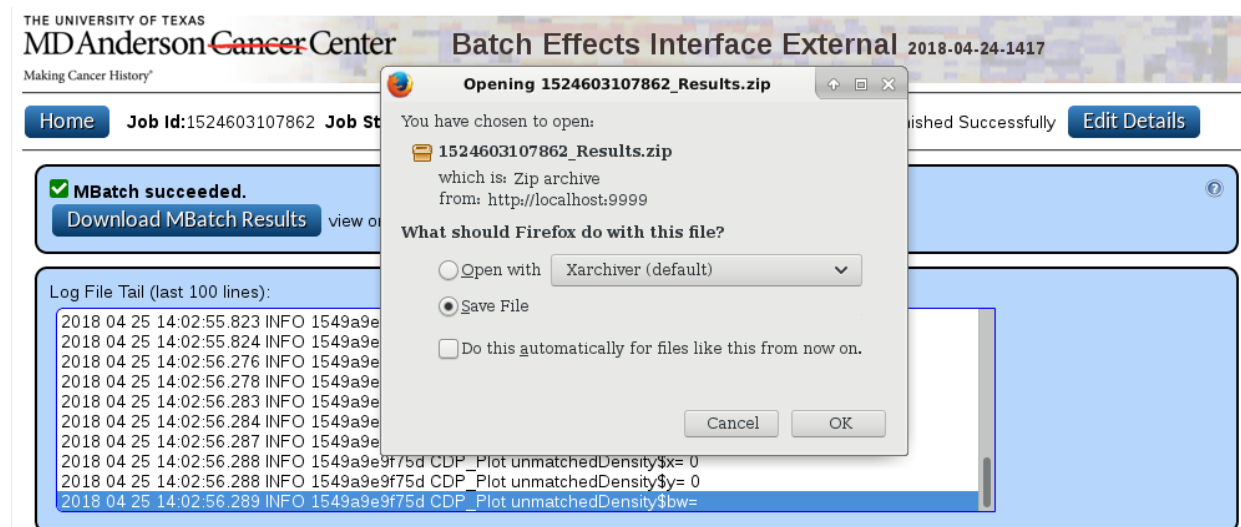 THE UNIVERSITY OF TEXAS
MDAnderson Cancer Center
Making Cancer History®
Batch Effects Interface External 2018-04-24-1417
Opening 1524603107862_Results.zip
Home Job Id:1524603107862 Job St
ished Successfully Edit Details
You have chosen to open:
1524603107862_Results.zip
which is: Zip archive
from: http://localhost:9999
What should Firefox do with this file?
Open with Xarchiver (default)
Save File
Do this automatically for files like this from now on.
Cancel OK
MBatch succeeded.
?
Download MBatch Results view o
Log File Tail (last 100 lines):
2018 04 25 14:02:55.823 INFO 1549a9e
2018 04 25 14:02:55.824 INFO 1549a9e
2018 04 25 14:02:56.276 INFO 1549a9e
2018 04 25 14:02:56.278 INFO 1549a9e
2018 04 25 14:02:56.283 INFO 1549a9e
2018 04 25 14:02:56.284 INFO 1549a9e
2018 04 25 14:02:56.287 INFO 1549a9e
2018 04 25 14:02:56.288 INFO 1549a9e9f75d CDP_Plot unmatchedDensity$x= 0
2018 04 25 14:02:56.288 INFO 1549a9e9f75d CDP_Plot unmatchedDensity$y= 0
2018 04 25 14:02:56.289 INFO 1549a9e9f75d CDP_Plot unmatchedDensity$bw=